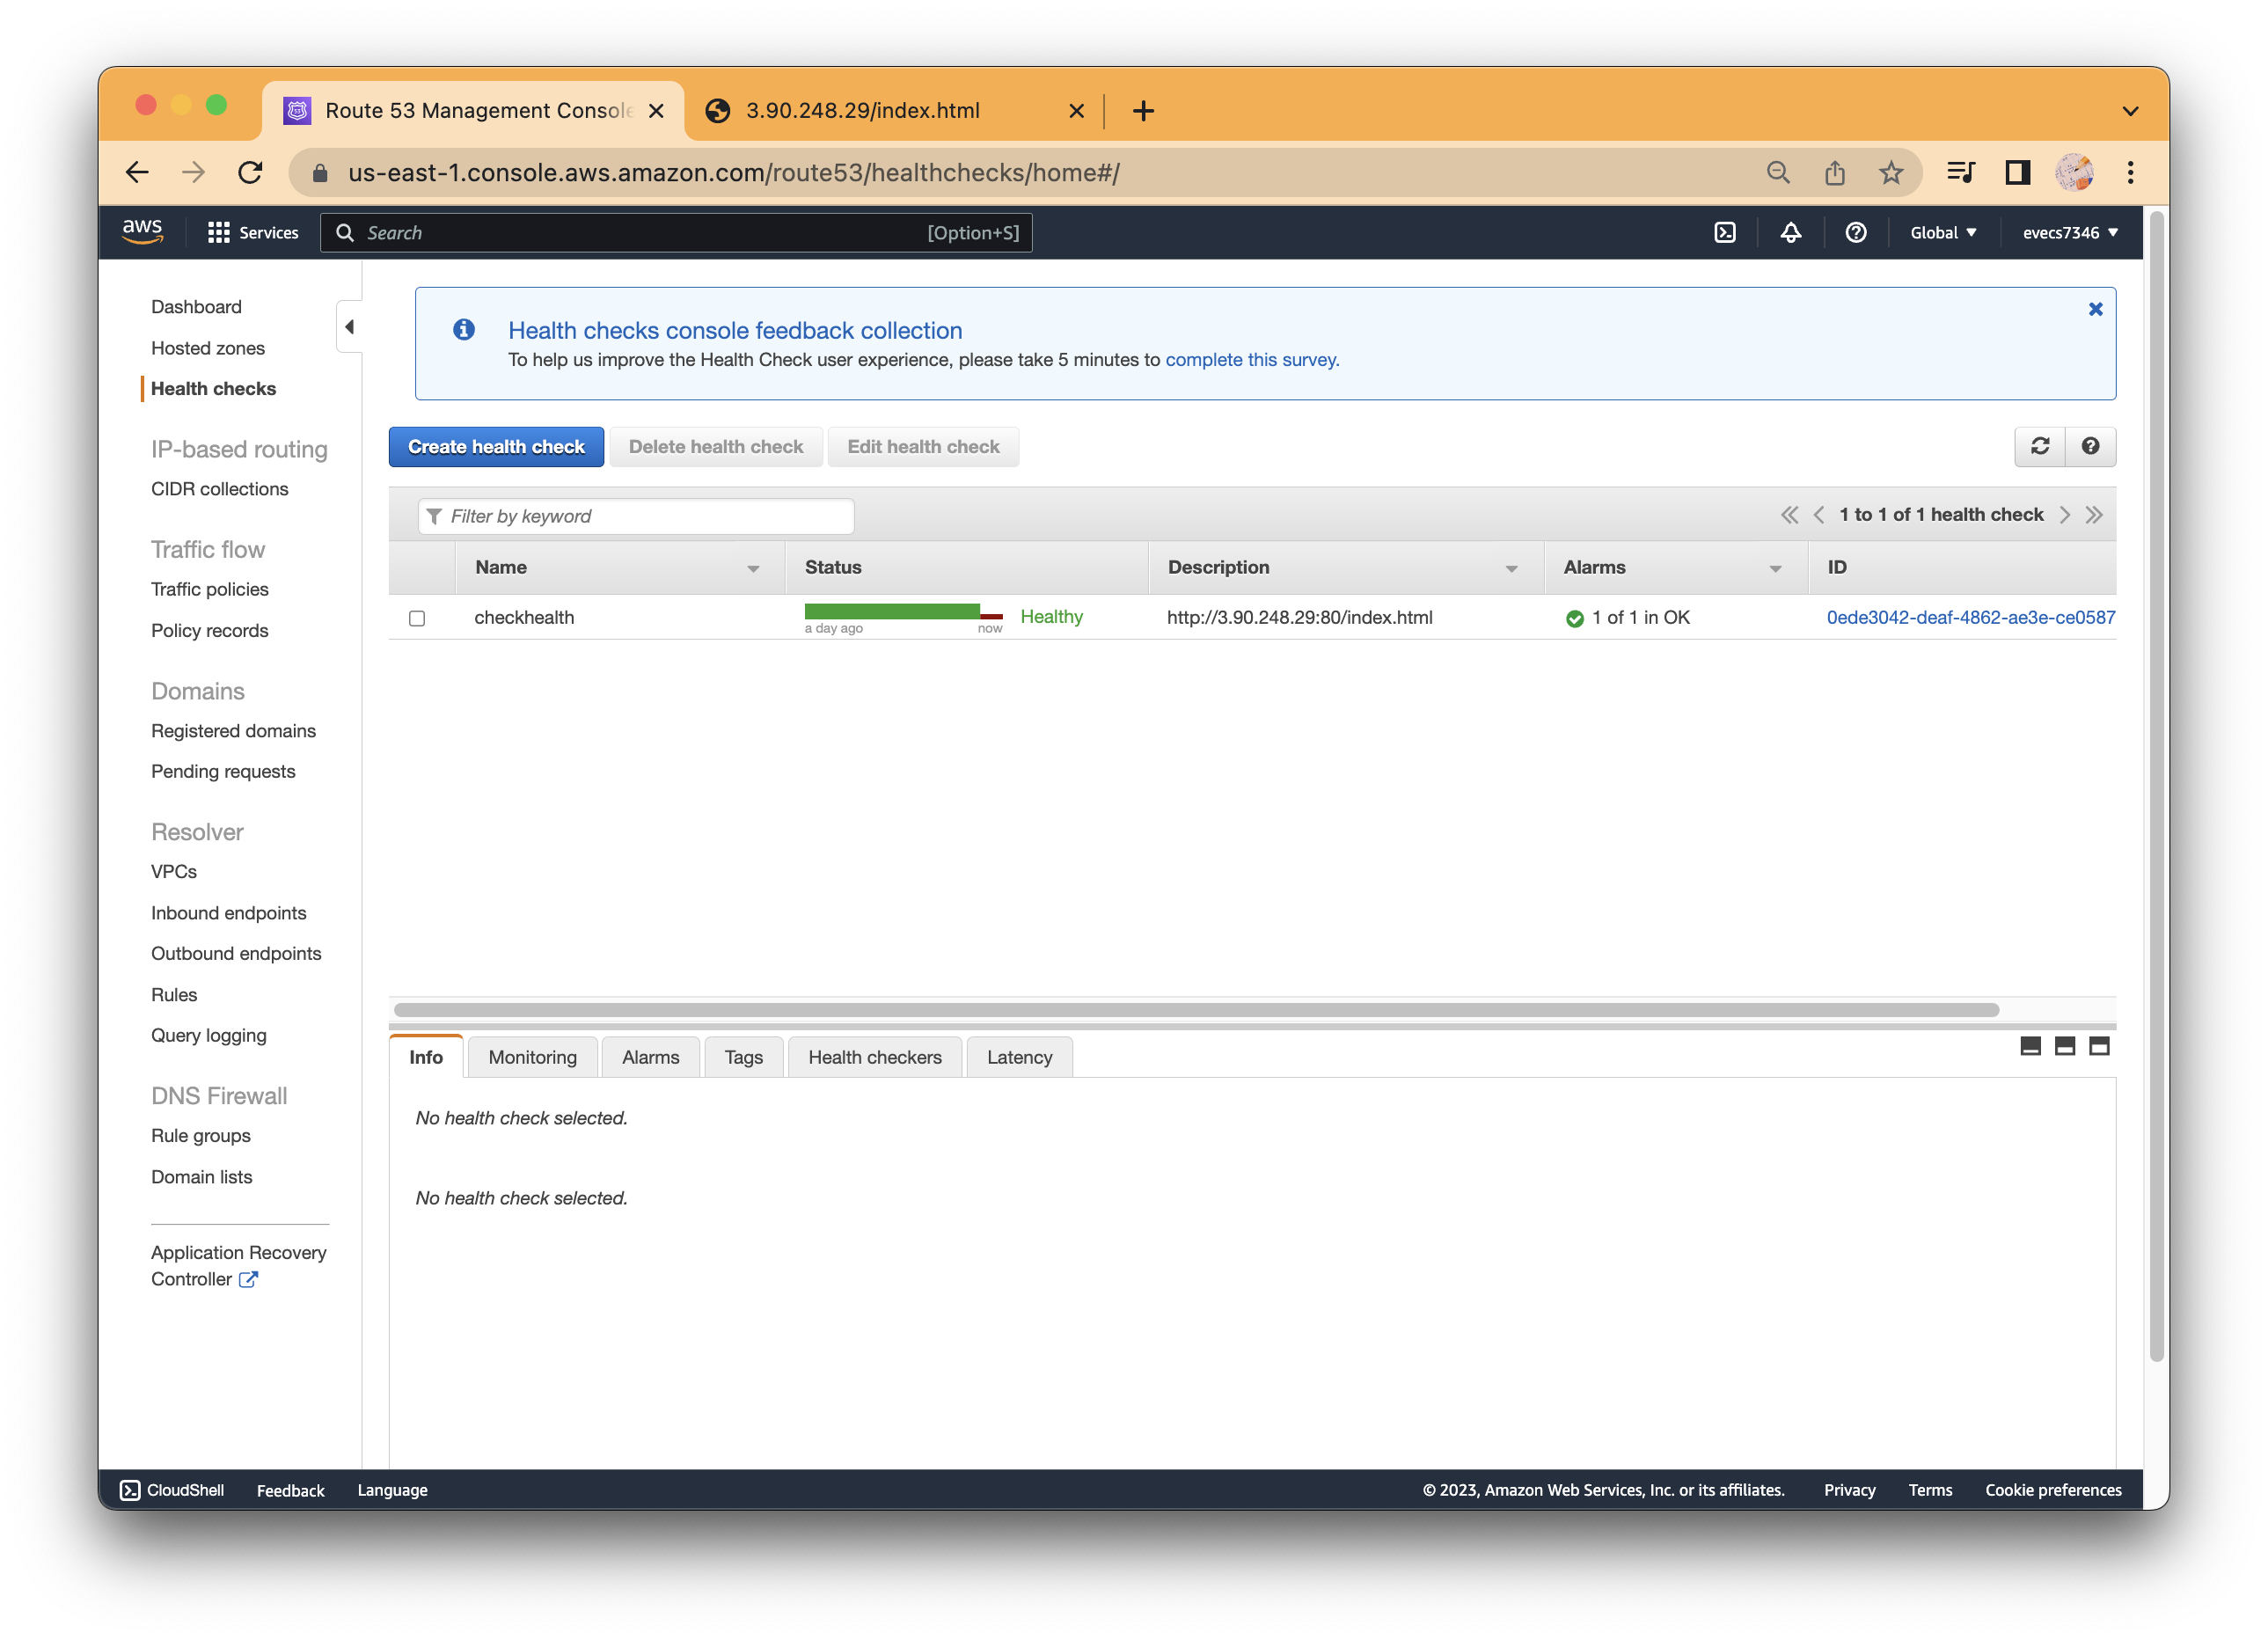 Route 53 Management Console
3.90.248.29/index.html
us-east-1.console.aws.amazon.com/route53/healthchecks/home#/
aws
Services
Search
[Option+S]
Global
evecs7346
Dashboard
Hosted zones
Health checks
IP-based routing
CIDR collections
Traffic flow
Traffic policies
Policy records
Domains
Registered domains
Pending requests
Resolver
VPCs
Inbound endpoints
Outbound endpoints
Rules
Query logging
DNS Firewall
Rule groups
Domain lists
Application Recovery
Controller
Health checks console feedback collection
To help us improve the Health Check user experience, please take 5 minutes to complete this survey.
Create health check
Delete health check
Edit health check
Filter by keyword
1 to 1 of 1 health check
Name
Status
Description
Alarms
ID
checkhealth
a day ago
now
Healthy
http://3.90.248.29:80/index.html
1 of 1 in OK
0ede3042-deaf-4862-ae3e-ce0587
Info
Monitoring
Alarms
Tags
Health checkers
Latency
No health check selected.
No health check selected.
CloudShell
Feedback
Language
© 2023, Amazon Web Services, Inc. or its affiliates.
Privacy
Terms
Cookie preferences